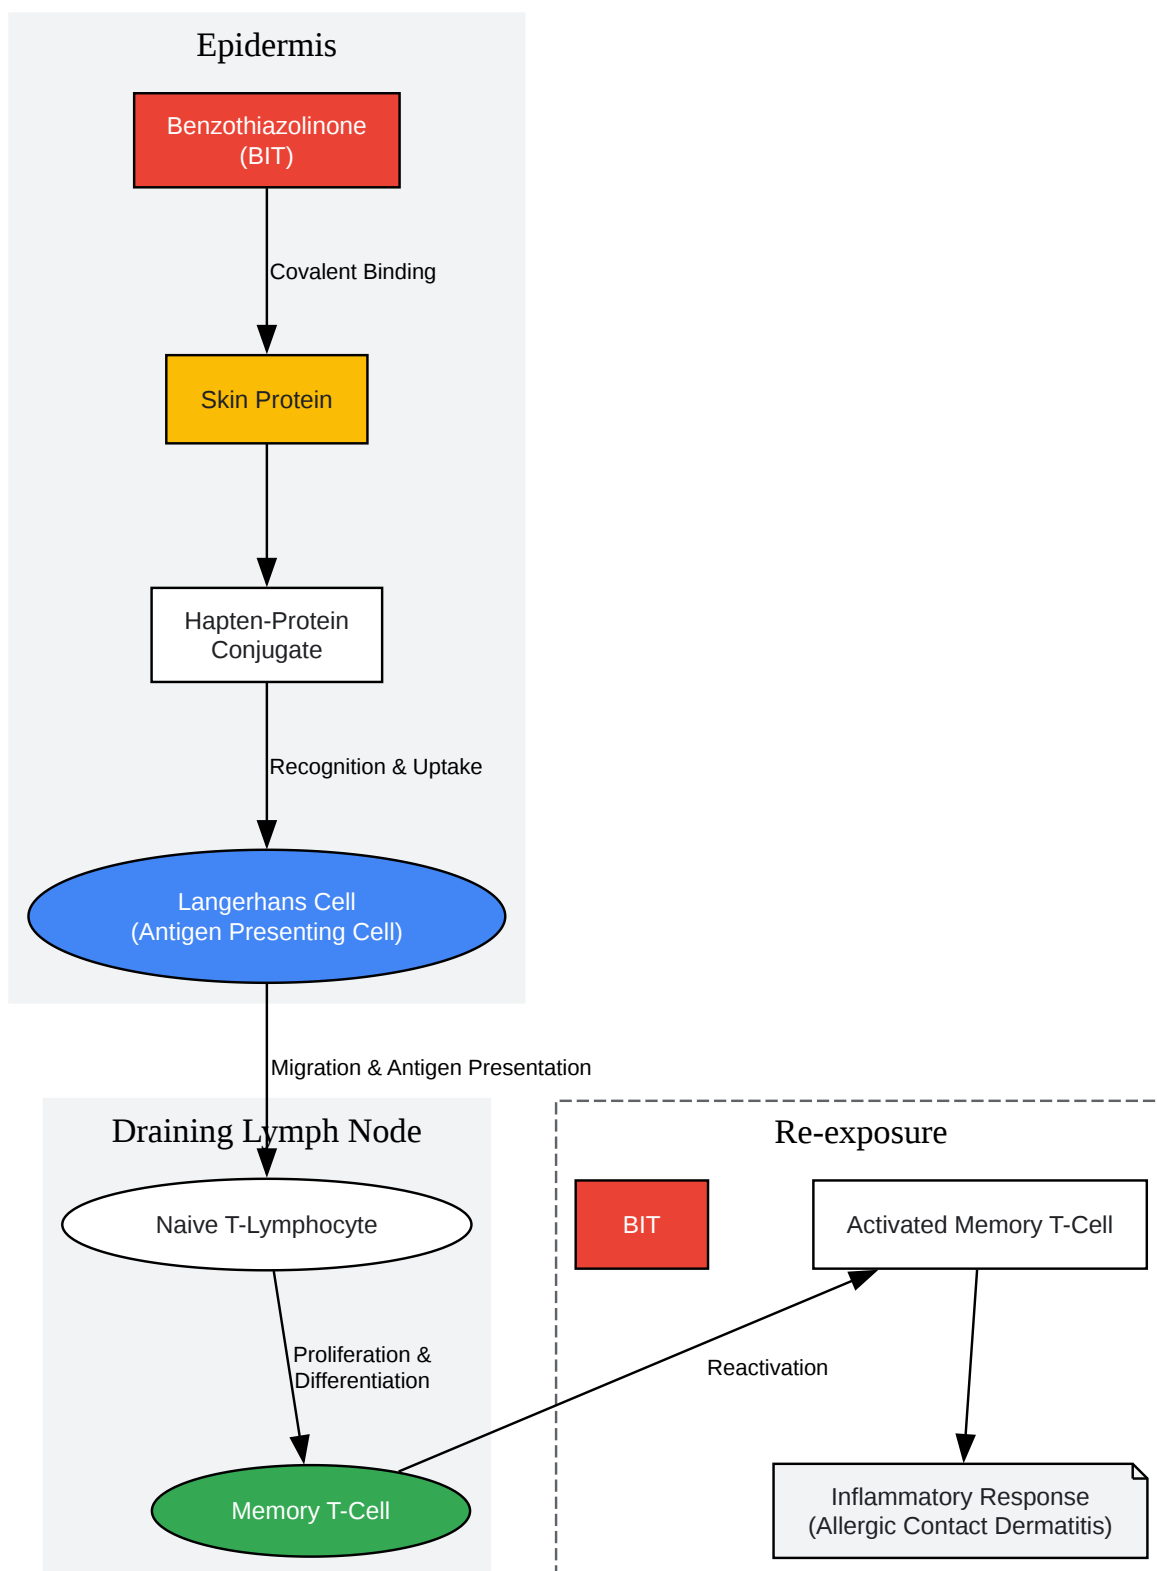 Epidermis
Benzothiazolinone
(BIT)
Covalent Binding
Skin Protein
Hapten-Protein
Conjugate
Recognition & Uptake
Langerhans Cell
(Antigen Presenting Cell)
Migration & Antigen Presentation
Draining Lymph Node
Naive T-Lymphocyte
Proliferation &
Differentiation
Memory T-Cell
Re-exposure
BIT
Activated Memory T-Cell
Reactivation
Inflammatory Response
(Allergic Contact Dermatitis)